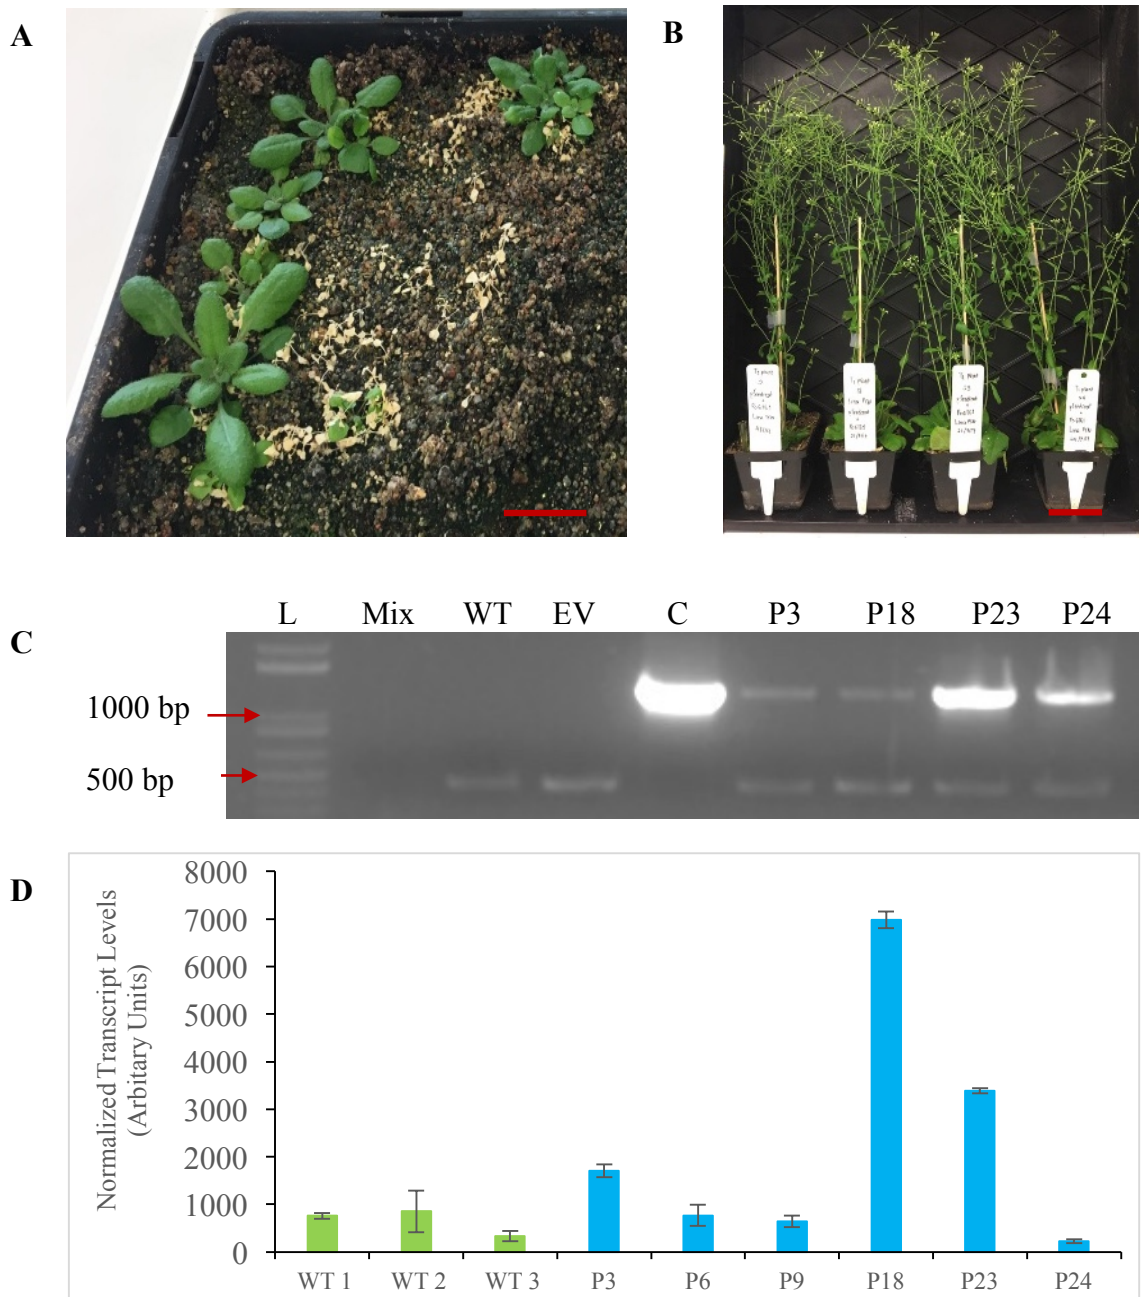 A
B
L Mix WT EV C P3 P18 P23 P24
C
1000 bp
500 bp
D
Normalized Transcript Levels
(Arbitary Units)
8000
7000
6000
5000
4000
3000
2000
1000
0
WT 1 WT 2 WT 3 P3 P6 P9 P18 P23 P24